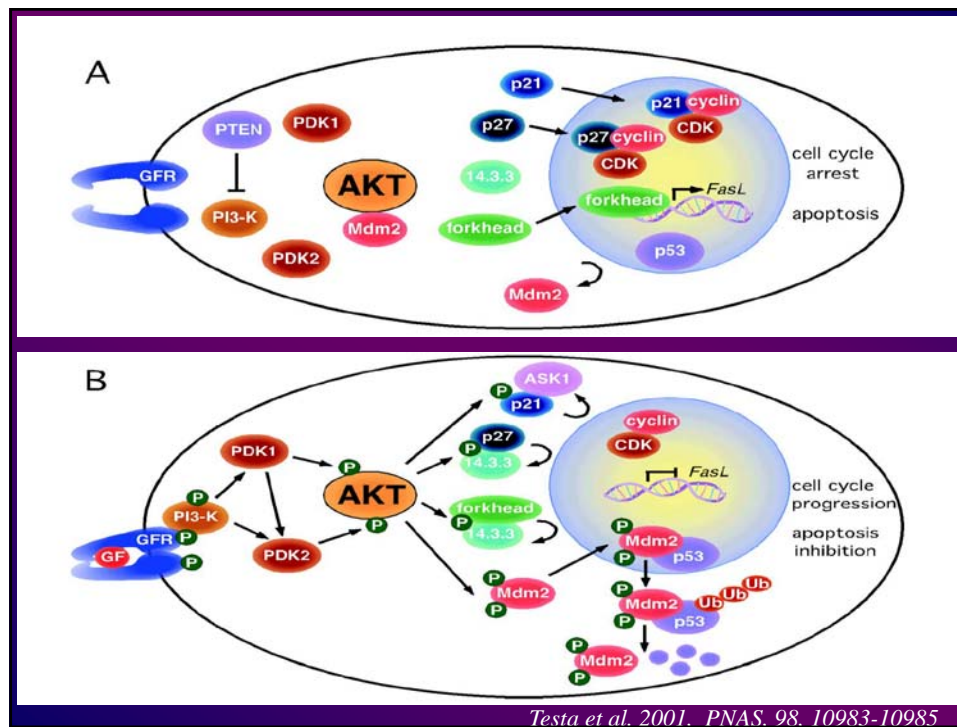 A
p21
p21 cyclin
PTEN
PDK1
CDK
p27
p27 cyclin
cell cycle
arrest
CDK
GFR
AKT
14.3.3
FasL
forkhead
apoptosis
PI3-K
Mdm2
forkhead
p53
PDK2
Mdm2
B
ASK1
P
p21
cyclin
p27
CDK
PDK1
P
14.3.3
P
FasL
AKT
cell cycle
progression
P
PI3-K
forkhead
P
14.3.3
P
GFR P
P
Mdm2
apoptosis
inhibition
GF
PDK2
P
p53
P
P
Mdm2
P
P
Mdm2
Ub Ub Ub
P
p53
P
Mdm2
P
Testa et al. 2001. PNAS. 98. 10983-10985